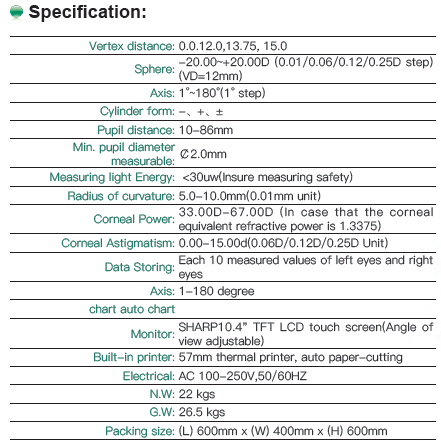 Specification:
Vertex distance: 0.0.12.0,13.75, 15.0
Sphere: -20.00~+20.00D (0.01/0.06/0.12/0.25D step)
(VD=12mm)
Axis: 1°~180°(1° step)
Cylinder form: -、+、±
Pupil distance: 10-86mm
Min. pupil diameter
measurable: ∅2.0mm
Measuring light Energy: <30uw(Insure measuring safety)
Radius of curvature: 5.0-10.0mm(0.01mm unit)
Corneal Power: 33.00D-67.00D (In case that the corneal
equivalent refractive power is 1.3375)
Corneal Astigmatism: 0.00-15.00d(0.06D/0.12D/0.25D Unit)
Data Storing: Each 10 measured values of left eyes and right
eyes
Axis: 1-180 degree
chart auto chart
Monitor: SHARP10.4" TFT LCD touch screen(Angle of
view adjustable)
Built-in printer: 57mm thermal printer, auto paper-cutting
Electrical: AC 100-250V,50/60HZ
N.W: 22 kgs
G.W: 26.5 kgs
Packing size: (L) 600mm x (W) 400mm x (H) 600mm